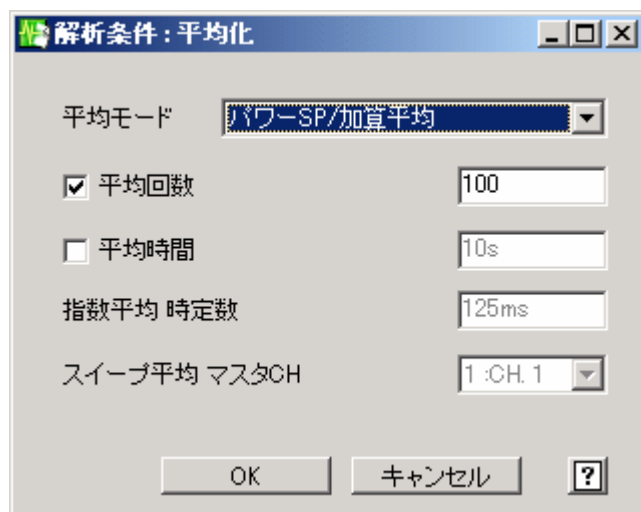 解析条件:平均化
平均モード パワーSP/加算平均
平均回数 100
平均時間 10s
指数平均 時定数 125ms
スイープ平均 マスタCH 1 :CH. 1
OK キャンセル ?